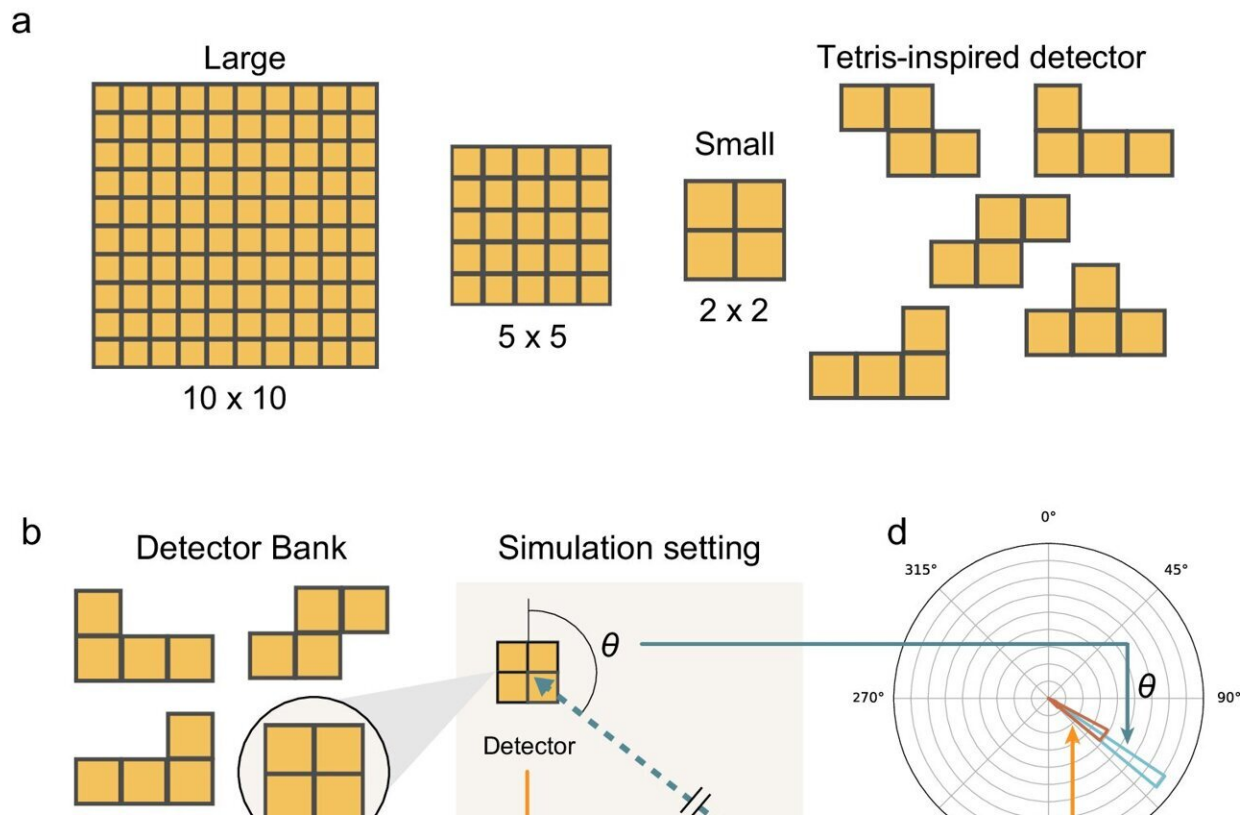 a
Large
Tetris-inspired detector
Small
10 x 10
5 x 5
2 x 2
b
Detector Bank
Simulation setting
d
0°
315°
45°
θ
270°
θ
90°
Detector